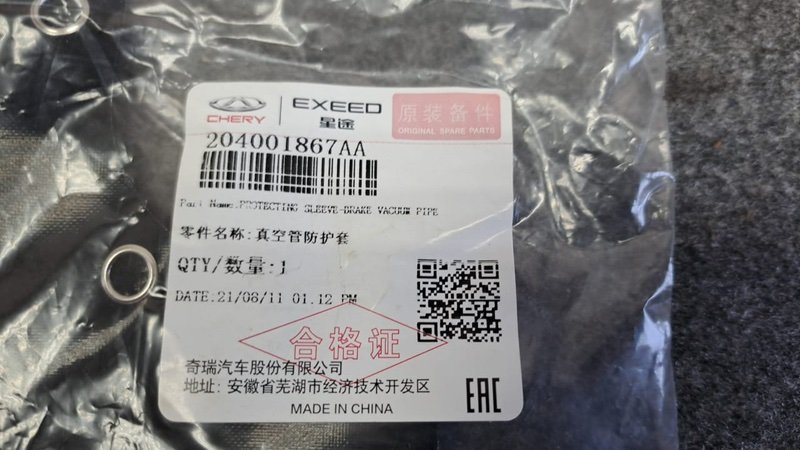 CHERY
EXEED
星途
原装备件
ORIGINAL SPARE PARTS
204001867AA
Part Name:PROTECTING SLEEVE-BRAKE VACUUM PIPE
零件名称:真空管防护套
QTY/数量:1
DATE:21/08/11 01:12 PM
合格证
奇瑞汽车股份有限公司
地址: 安徽省芜湖市经济技术开发区
MADE IN CHINA
EAC